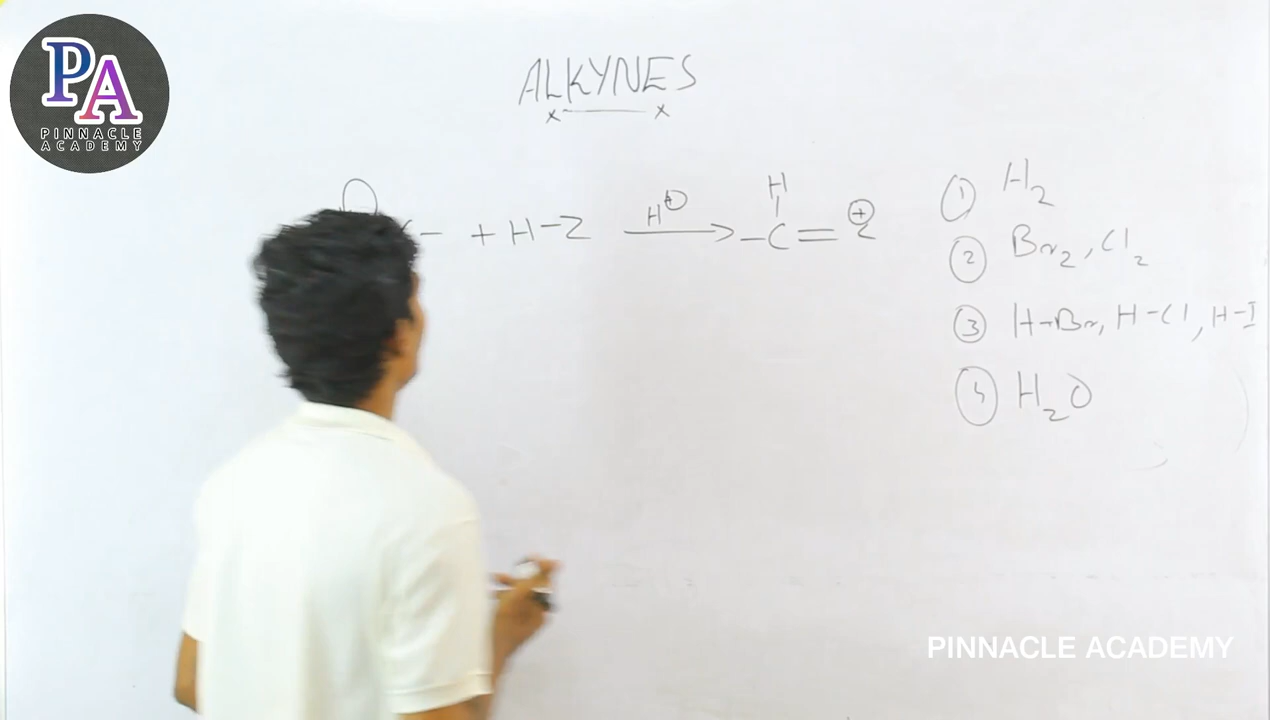 PA
PINNACLE
ACADEMY
ALKYNES
+ H-Z H⊕ → -C(H)=C⊕
① H₂
② Br₂, Cl₂
③ H-Br, H-Cl, H-I
④ H₂O
PINNACLE ACADEMY